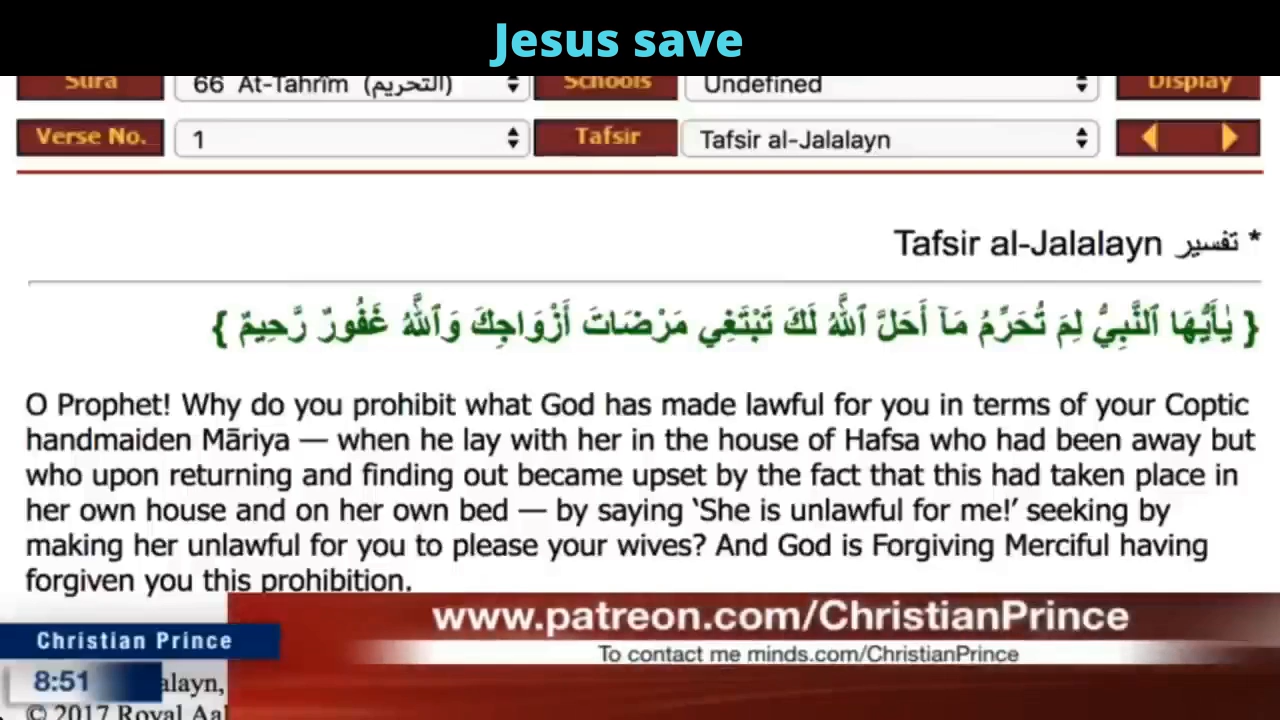 Jesus save
Sura 66 At-Tahrîm (التحريم) Schools Undefined Display
Verse No. 1 Tafsir Tafsir al-Jalalayn
* تفسير Tafsir al-Jalalayn
{ يٰأَيُّهَا ٱلنَّبِيُّ لِمَ تُحَرِّمُ مَآ أَحَلَّ ٱللَّهُ لَكَ تَبْتَغِي مَرْضَاتَ أَزْوَاجِكَ وَٱللَّهُ غَفُورٌ رَّحِيمٌ }
O Prophet! Why do you prohibit what God has made lawful for you in terms of your Coptic
handmaiden Māriya — when he lay with her in the house of Hafsa who had been away but
who upon returning and finding out became upset by the fact that this had taken place in
her own house and on her own bed — by saying ‘She is unlawful for me!’ seeking by
making her unlawful for you to please your wives? And God is Forgiving Merciful having
forgiven you this prohibition.
www.patreon.com/ChristianPrince
Christian Prince
To contact me minds.com/ChristianPrince
8:51 alayn,
© 2017 Royal Aal